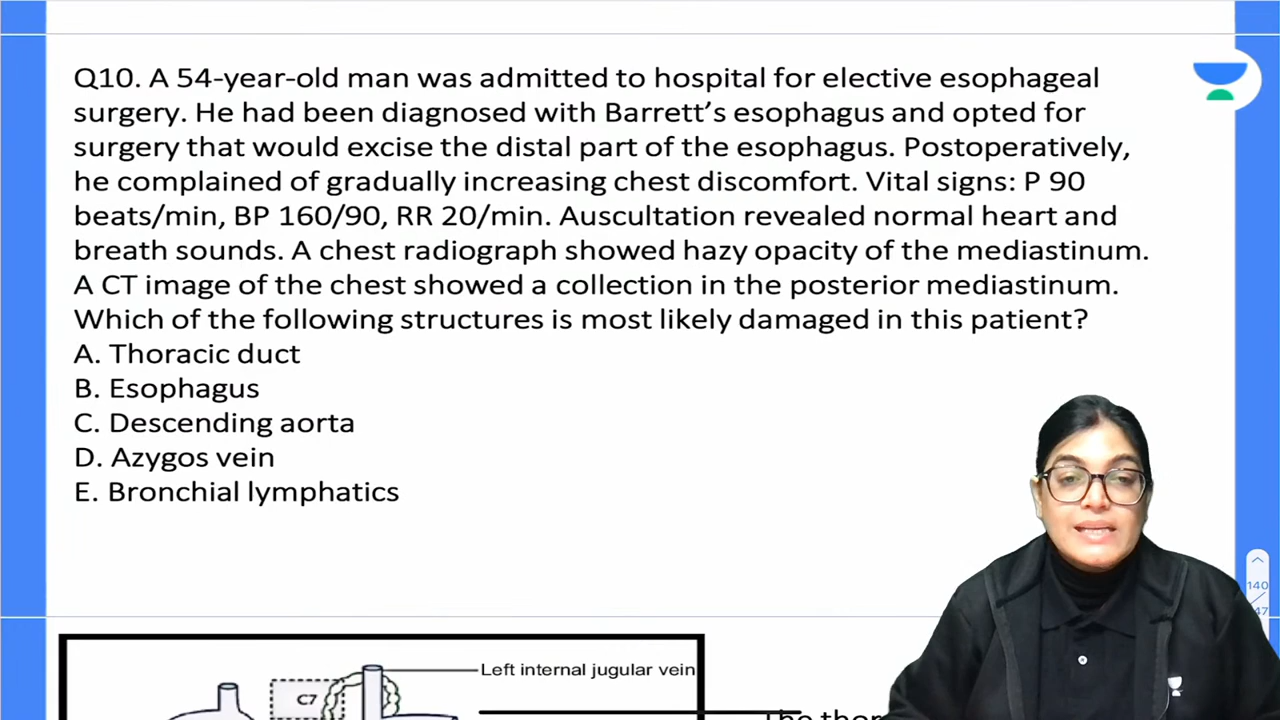 Q10. A 54-year-old man was admitted to hospital for elective esophageal
surgery. He had been diagnosed with Barrett’s esophagus and opted for
surgery that would excise the distal part of the esophagus. Postoperatively,
he complained of gradually increasing chest discomfort. Vital signs: P 90
beats/min, BP 160/90, RR 20/min. Auscultation revealed normal heart and
breath sounds. A chest radiograph showed hazy opacity of the mediastinum.
A CT image of the chest showed a collection in the posterior mediastinum.
Which of the following structures is most likely damaged in this patient?
A. Thoracic duct
B. Esophagus
C. Descending aorta
D. Azygos vein
E. Bronchial lymphatics
140
Left internal jugular vein
C7